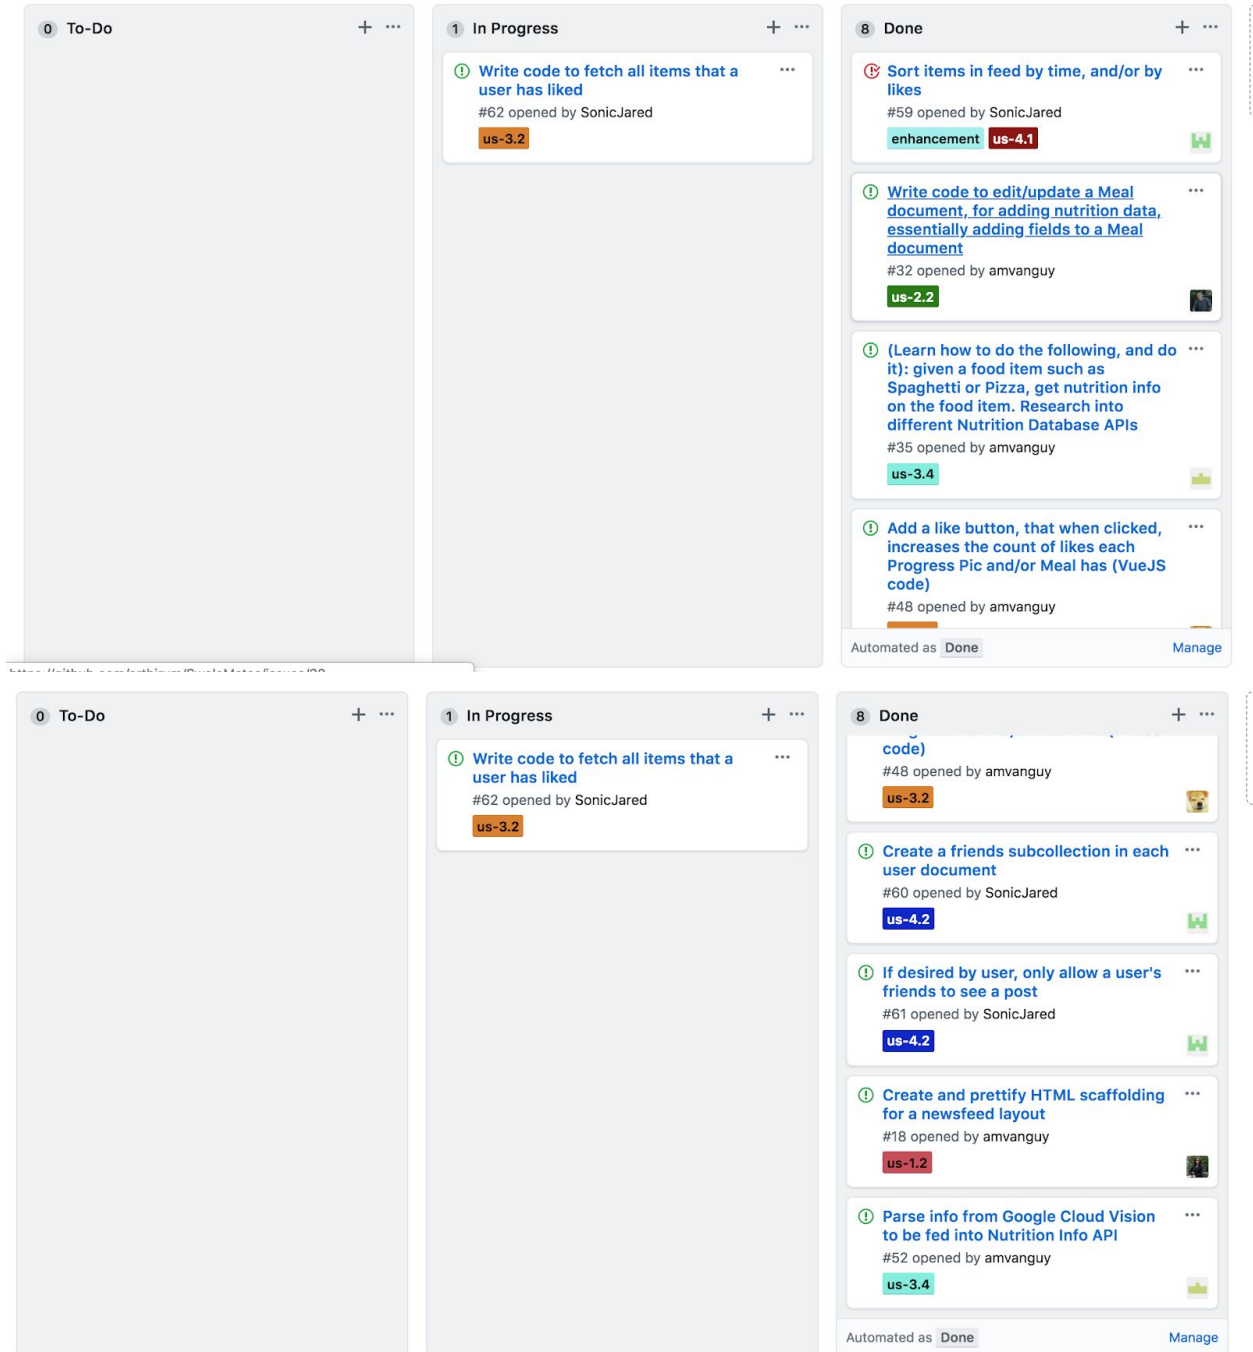 0 To-Do
1 In Progress
Write code to fetch all items that a
user has liked
#62 opened by SonicJared
us-3.2
8 Done
Sort items in feed by time, and/or by
likes
#59 opened by SonicJared
enhancement us-4.1
Write code to edit/update a Meal
document, for adding nutrition data,
essentially adding fields to a Meal
document
#32 opened by amvanguy
us-2.2
(Learn how to do the following, and do
it): given a food item such as
Spaghetti or Pizza, get nutrition info
on the food item. Research into
different Nutrition Database APIs
#35 opened by amvanguy
us-3.4
Add a like button, that when clicked,
increases the count of likes each
Progress Pic and/or Meal has (VueJS
code)
#48 opened by amvanguy
Automated as Done Manage
0 To-Do
1 In Progress
Write code to fetch all items that a
user has liked
#62 opened by SonicJared
us-3.2
8 Done
code)
#48 opened by amvanguy
us-3.2
Create a friends subcollection in each
user document
#60 opened by SonicJared
us-4.2
If desired by user, only allow a user's
friends to see a post
#61 opened by SonicJared
us-4.2
Create and prettify HTML scaffolding
for a newsfeed layout
#18 opened by amvanguy
us-1.2
Parse info from Google Cloud Vision
to be fed into Nutrition Info API
#52 opened by amvanguy
us-3.4
Automated as Done Manage